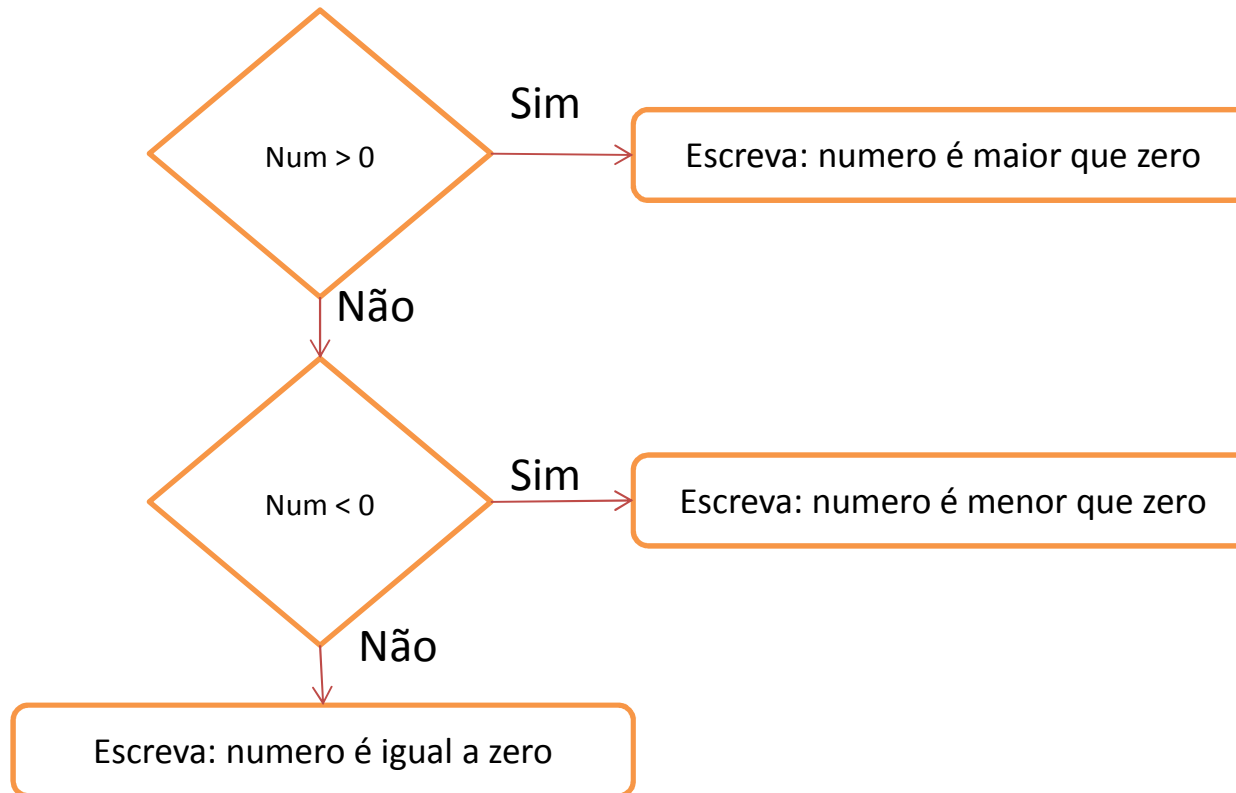 Sim
Num > 0
Escreva: numero é maior que zero
Não
Sim
Num < 0
Escreva: numero é menor que zero
Não
Escreva: numero é igual a zero